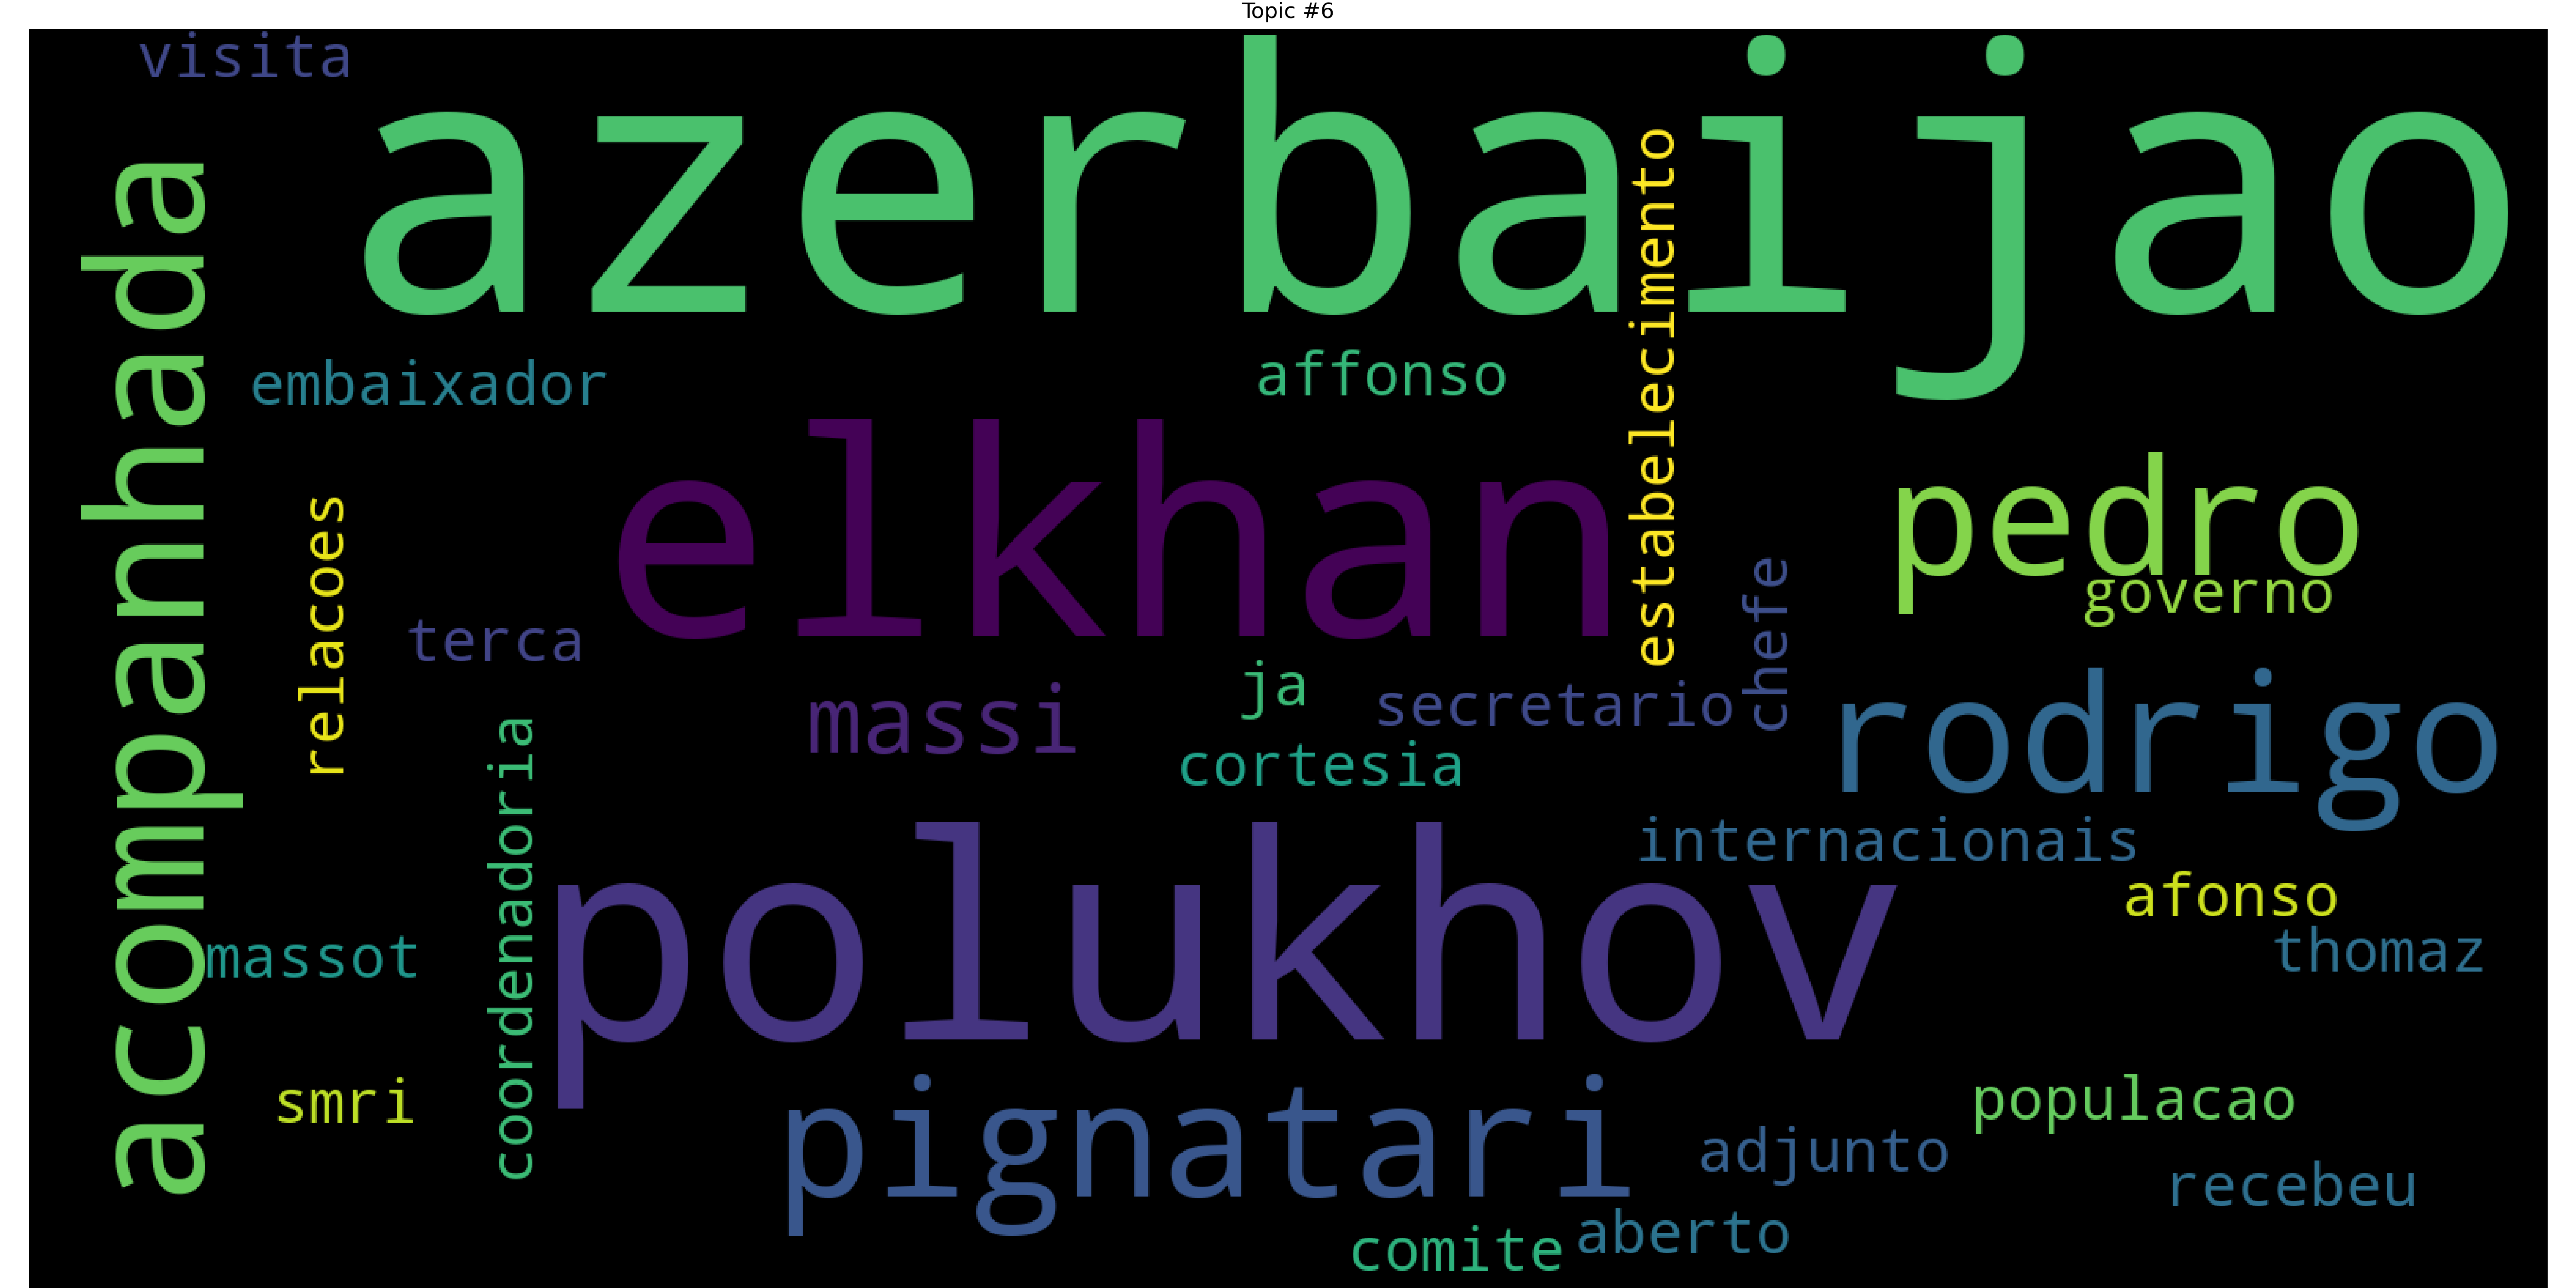 Topic #6
visita
azerbaijao
acompanhada
estabelecimento
embaixador
affonso
elkhan
pedro
relacoes
governo
chefe
terca
ja
massi
secretario
rodrigo
cortesia
coordenadoria
internacionais
polukhov
afonso
massot
thomaz
smri
pignatari
populacao
adjunto
recebeu
aberto
comite